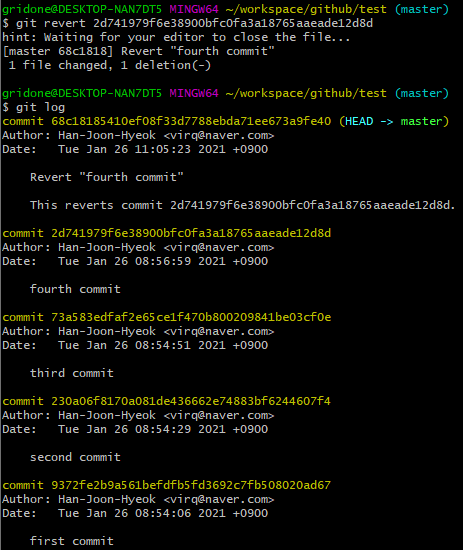 gridone@DESKTOP-NAN7DT5 MINGW64 ~/workspace/github/test (master)
$ git revert 2d741979f6e38900bfc0fa3a18765aaeade12d8d
hint: Waiting for your editor to close the file...
[master 68c1818] Revert "fourth commit"
 1 file changed, 1 deletion(-)

gridone@DESKTOP-NAN7DT5 MINGW64 ~/workspace/github/test (master)
$ git log
commit 68c18185410ef08f33d7788ebda71ee673a9fe40 (HEAD -> master)
Author: Han-Joon-Hyeok <virq@naver.com>
Date:   Tue Jan 26 11:05:23 2021 +0900

    Revert "fourth commit"

    This reverts commit 2d741979f6e38900bfc0fa3a18765aaeade12d8d.

commit 2d741979f6e38900bfc0fa3a18765aaeade12d8d
Author: Han-Joon-Hyeok <virq@naver.com>
Date:   Tue Jan 26 08:56:59 2021 +0900

    fourth commit

commit 73a583edfaf2e65ce1f470b800209841be03cf0e
Author: Han-Joon-Hyeok <virq@naver.com>
Date:   Tue Jan 26 08:54:51 2021 +0900

    third commit

commit 230a06f8170a081de436662e74883bf6244607f4
Author: Han-Joon-Hyeok <virq@naver.com>
Date:   Tue Jan 26 08:54:29 2021 +0900

    second commit

commit 9372fe2b9a561befdfb5fd3692c7fb508020ad67
Author: Han-Joon-Hyeok <virq@naver.com>
Date:   Tue Jan 26 08:54:06 2021 +0900

    first commit